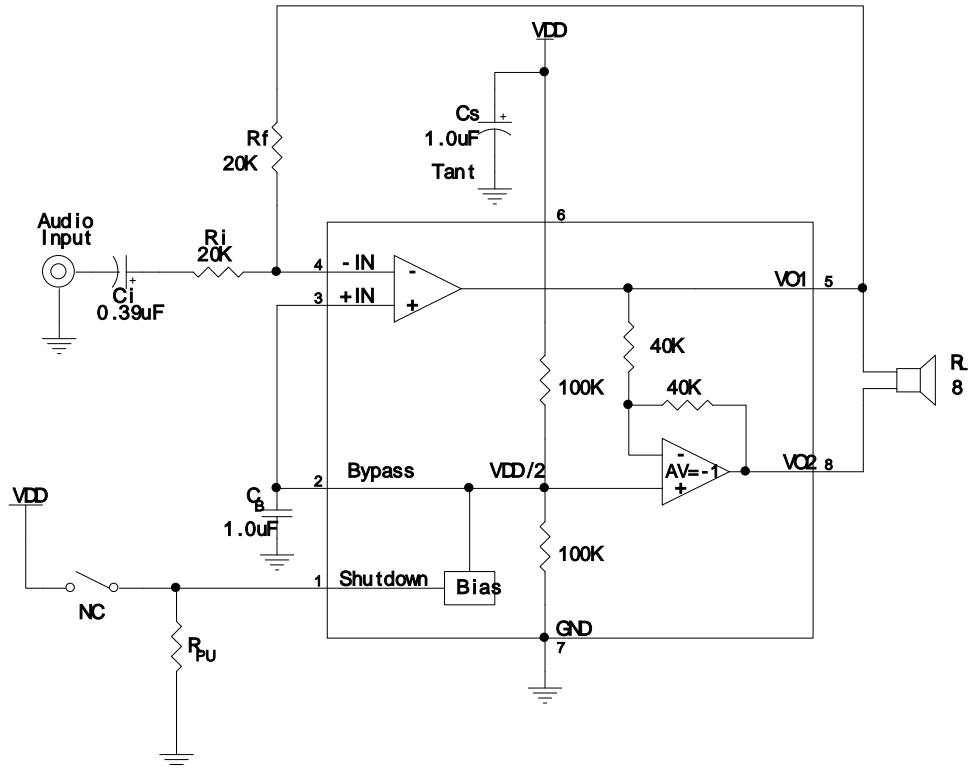 VDD
Cs
+
1.0uF
Tant
Rf
20K
6
Audio
Input
Ri
20K
Ci
+
0.39uF
4
-IN
3
+IN
-
+
VO1
5
40K
40K
100K
RL
8
2
Bypass
VDD/2
-
AV=-1
+
VO2
8
CB
1.0uF
VDD
100K
1
Shutdown
Bias
NC
RPU
GND
7